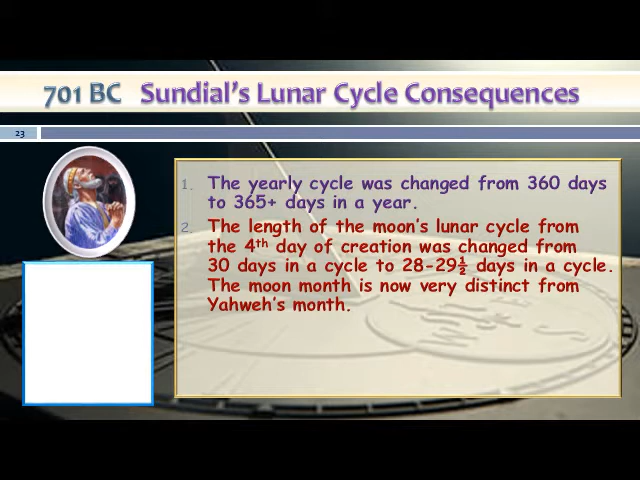 701 BC Sundial's Lunar Cycle Consequences
23
1. The yearly cycle was changed from 360 days
to 365+ days in a year.
2. The length of the moon's lunar cycle from
the 4th day of creation was changed from
30 days in a cycle to 28-29½ days in a cycle.
The moon month is now very distinct from
Yahweh's month.